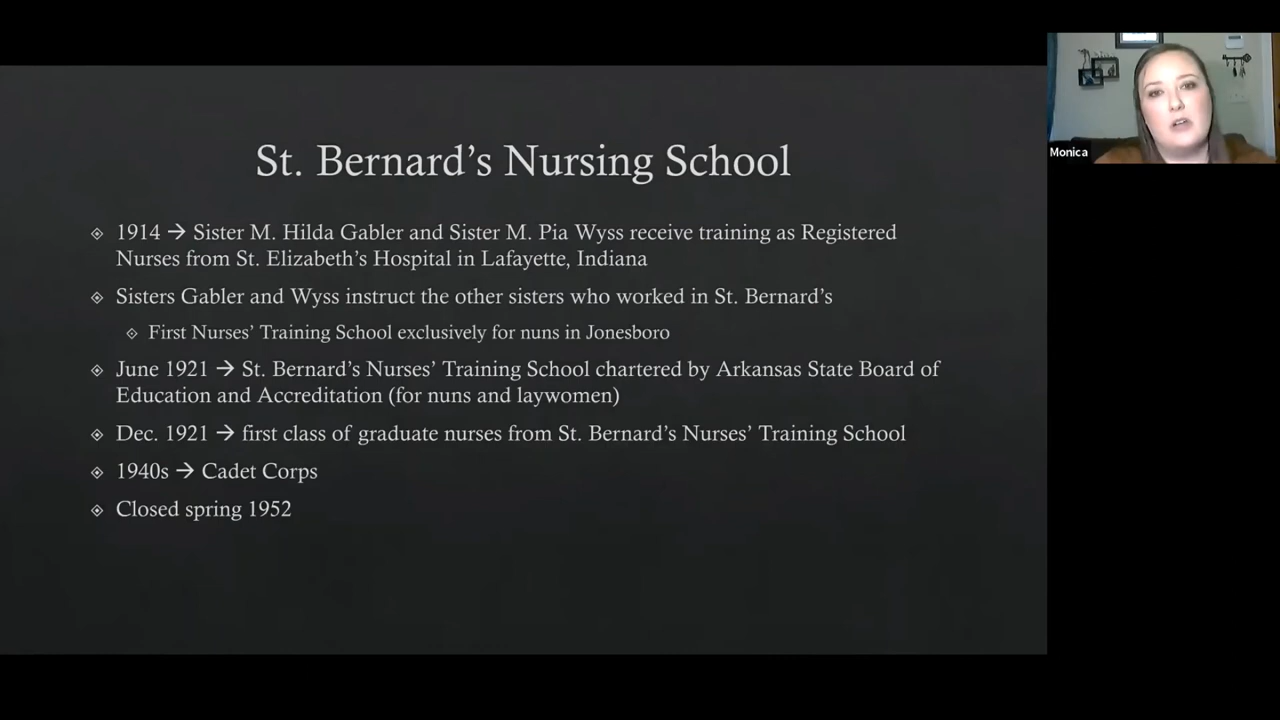 St. Bernard’s Nursing School
1914 → Sister M. Hilda Gabler and Sister M. Pia Wyss receive training as Registered
Nurses from St. Elizabeth’s Hospital in Lafayette, Indiana
Sisters Gabler and Wyss instruct the other sisters who worked in St. Bernard’s
First Nurses’ Training School exclusively for nuns in Jonesboro
June 1921 → St. Bernard’s Nurses’ Training School chartered by Arkansas State Board of
Education and Accreditation (for nuns and laywomen)
Dec. 1921 → first class of graduate nurses from St. Bernard’s Nurses’ Training School
1940s → Cadet Corps
Closed spring 1952
Monica